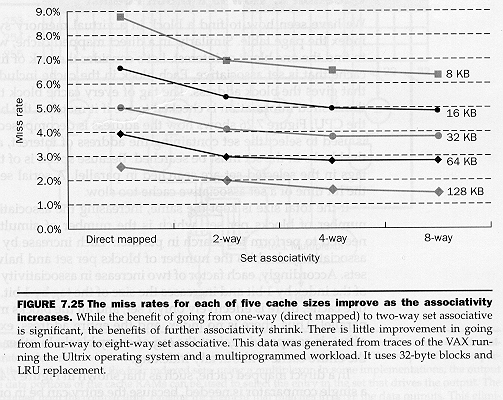 9.0%
8.0%
7.0%
6.0%
5.0%
4.0%
3.0%
2.0%
1.0%
0.0%
Miss rate
8 KB
16 KB
32 KB
64 KB
128 KB
Direct mapped 2-way 4-way 8-way
Set associativity
FIGURE 7.25 The miss rates for each of five cache sizes improve as the associativity
increases. While the benefit of going from one-way (direct mapped) to two-way set associative
is significant, the benefits of further associativity shrink. There is little improvement in going
from four-way to eight-way set associative. This data was generated from traces of the VAX run-
ning the Ultrix operating system and a multiprogrammed workload. It uses 32-byte blocks and
LRU replacement.